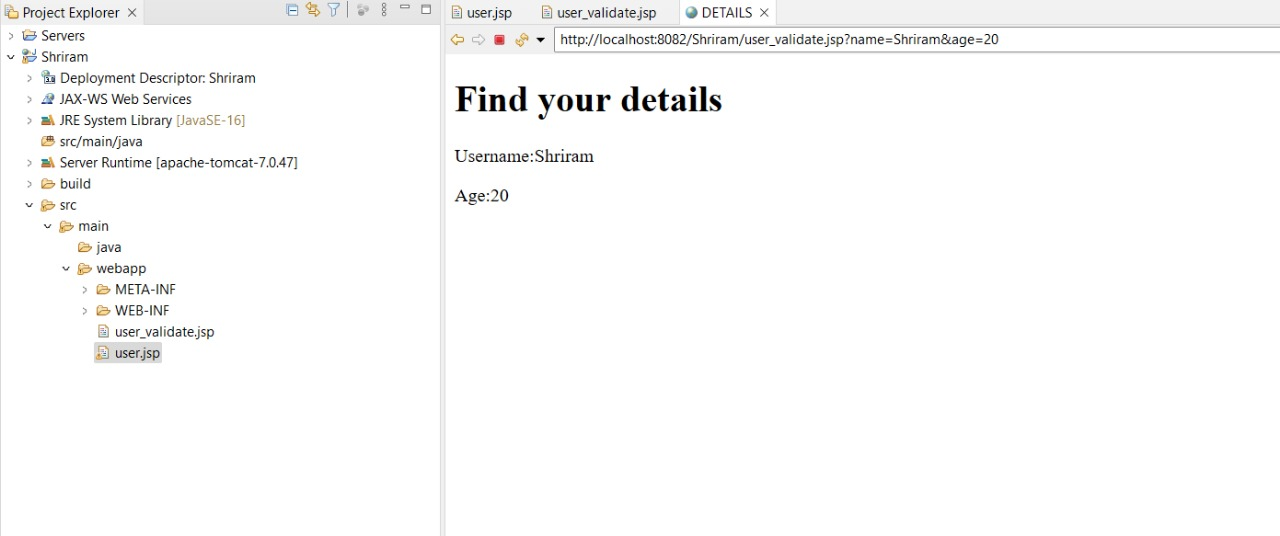 Project Explorer
Servers
Shriram
Deployment Descriptor: Shriram
JAX-WS Web Services
JRE System Library [JavaSE-16]
src/main/java
Server Runtime [apache-tomcat-7.0.47]
build
src
main
java
webapp
META-INF
WEB-INF
user_validate.jsp
user.jsp
user.jsp
user_validate.jsp
DETAILS
http://localhost:8082/Shriram/user_validate.jsp?name=Shriram&age=20
Find your details
Username:Shriram
Age:20